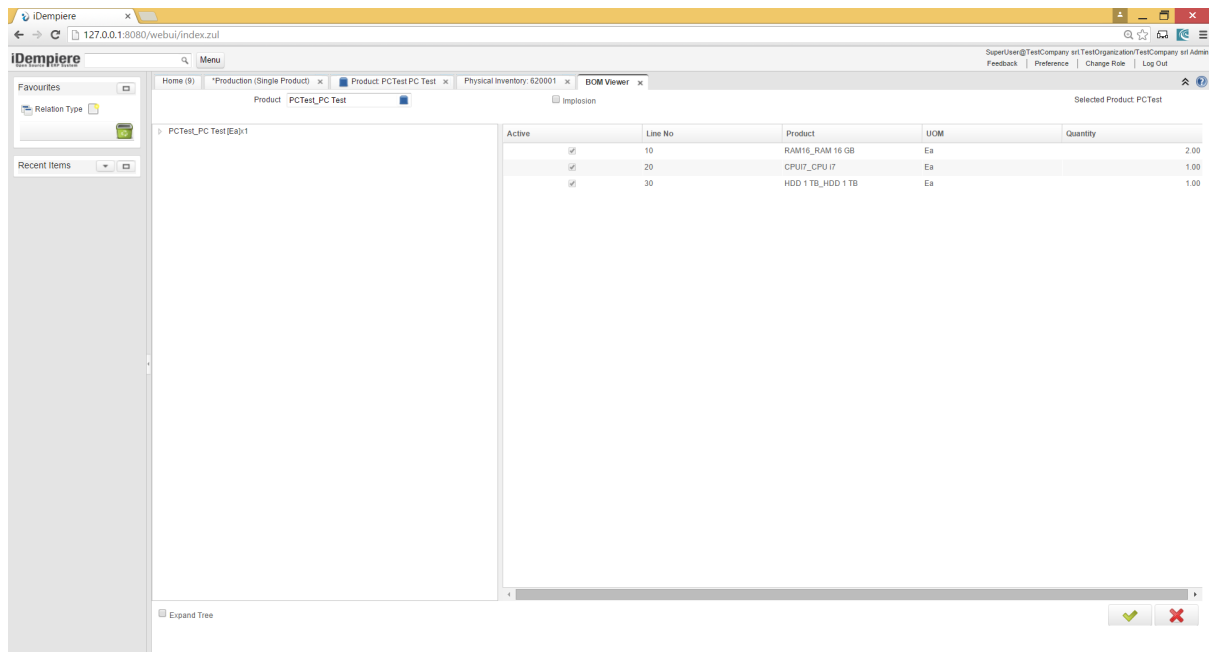 iDempiere
127.0.0.1:8080/webui/index.zul
iDempiere
Menu
SuperUser@TestCompany srl.TestOrganization/TestCompany srl Admin
Feedback | Preference | Change Role | Log Out
Favourites
Home (9) *Production (Single Product) Product: PCTest PC Test Physical Inventory: 620001 BOM Viewer
Product PCTest_PC Test Implosion Selected Product: PCTest
Relation Type
PCTest_PC Test [Ea]x1
Active Line No Product UOM Quantity
10 RAM16_RAM 16 GB Ea 2.00
20 CPUI7_CPU i7 Ea 1.00
30 HDD 1 TB_HDD 1 TB Ea 1.00
Recent Items
Expand Tree